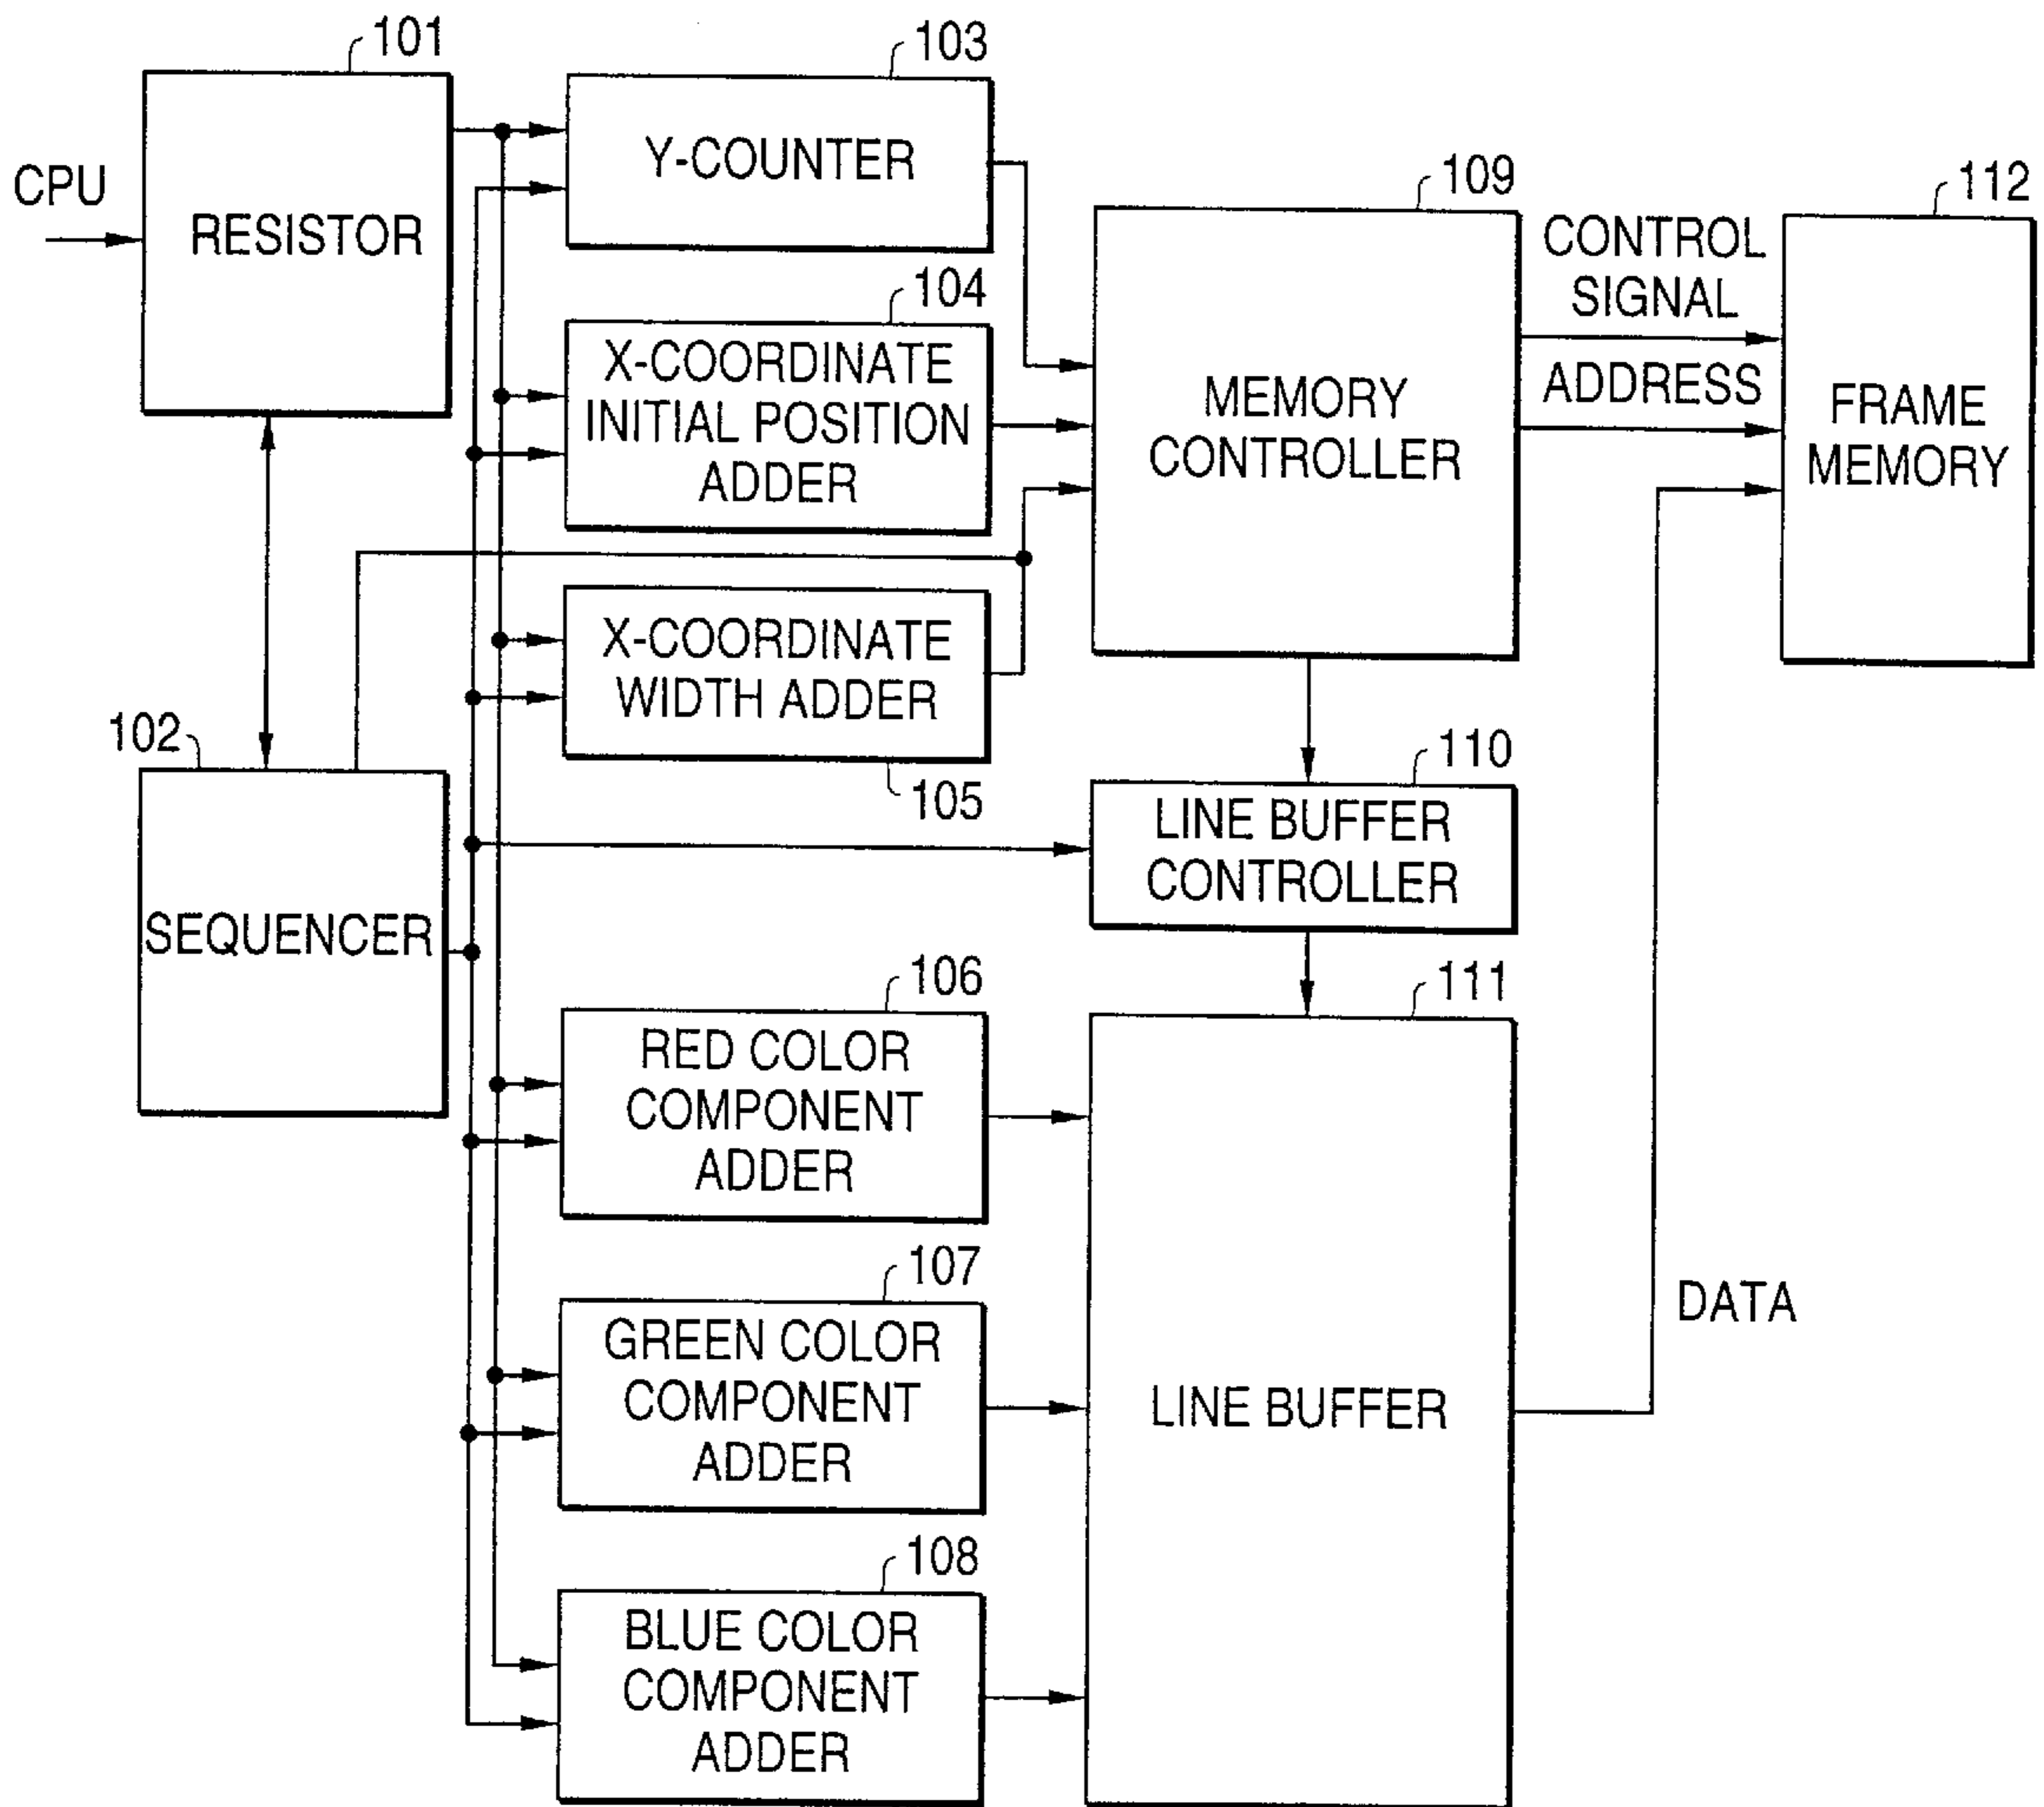 101
103
CPU
RESISTOR
Y-COUNTER
109
112
104
X-COORDINATE
INITIAL POSITION
ADDER
MEMORY
CONTROLLER
CONTROL
SIGNAL
ADDRESS
FRAME
MEMORY
X-COORDINATE
WIDTH ADDER
105
102
SEQUENCER
110
LINE BUFFER
CONTROLLER
106
RED COLOR
COMPONENT
ADDER
111
LINE BUFFER
DATA
107
GREEN COLOR
COMPONENT
ADDER
108
BLUE COLOR
COMPONENT
ADDER